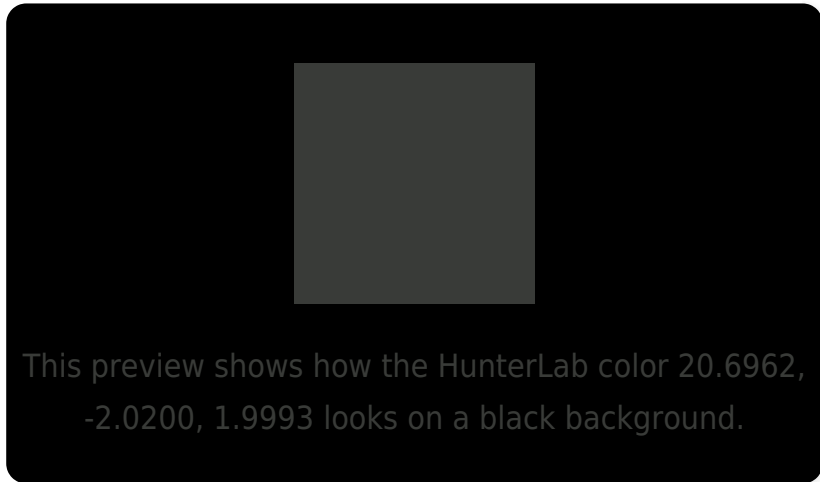 This preview shows how the HunterLab color 20.6962,
-2.0200, 1.9993 looks on a black background.